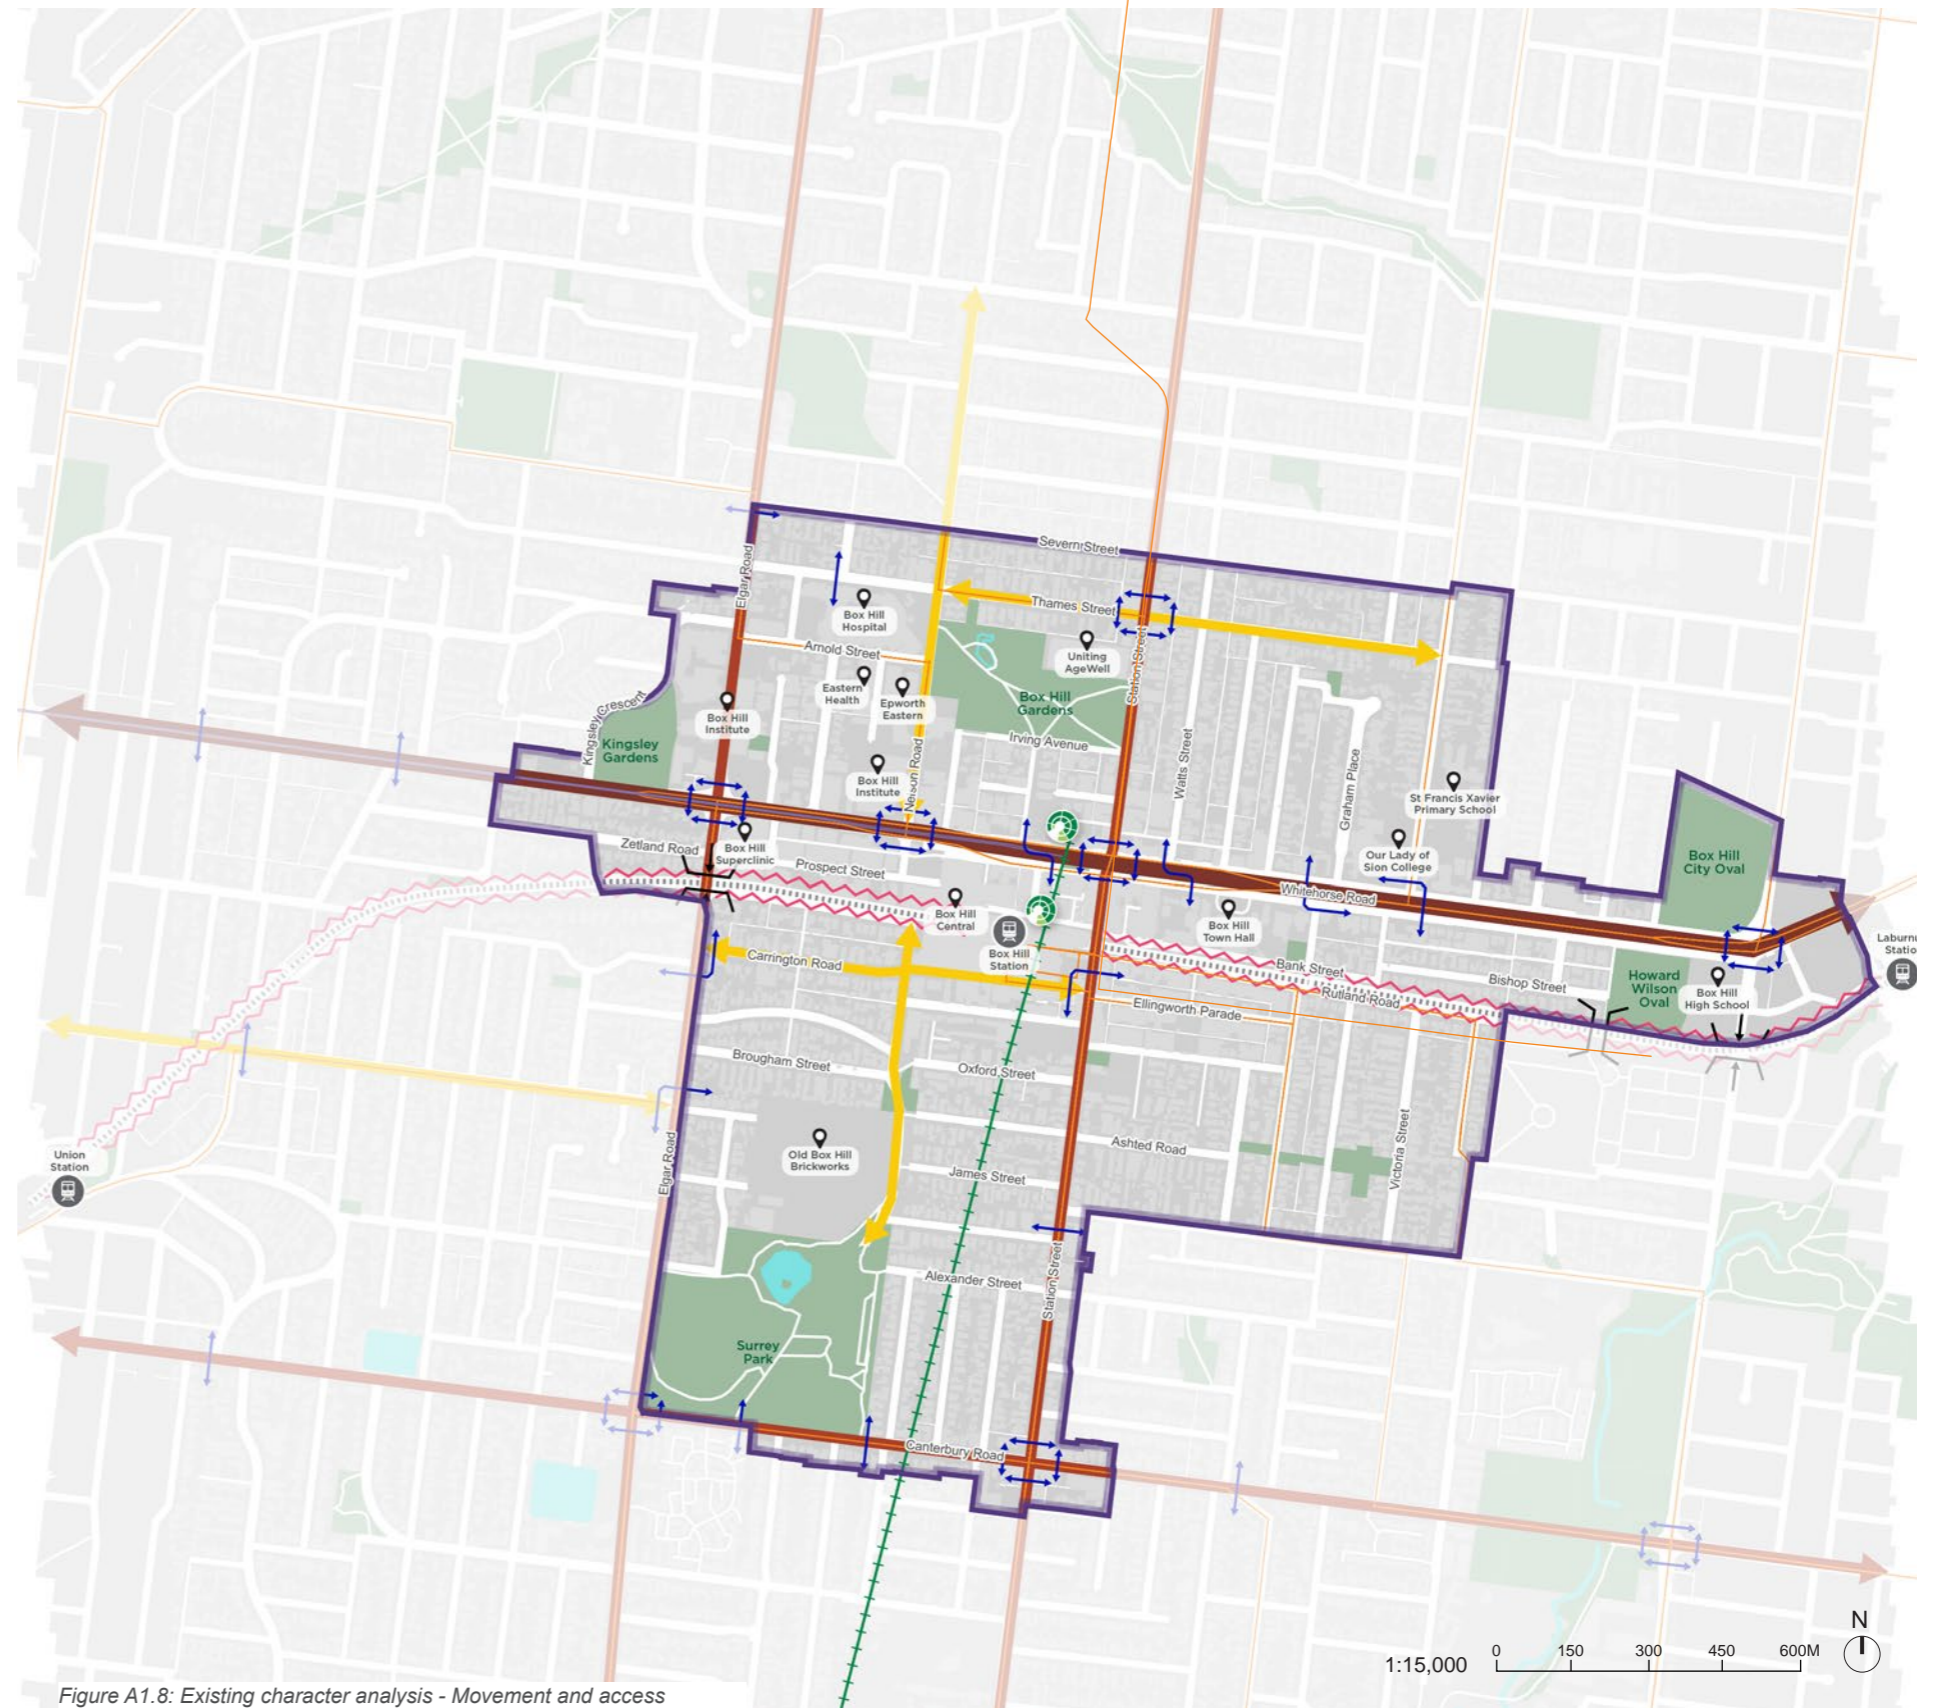 Severn Street
Elgar Road
Thames Street
Box Hill
Hospital
Arnold Street
Uniting
AgeWell
Station Street
Eastern
Health
Epworth
Eastern
Box Hill
Gardens
Kingsley Crescent
Box Hill
Institute
Kingsley
Gardens
Irving Avenue
Watts Street
Nelson Road
Box Hill
Institute
Graham Place
St Francis Xavier
Primary School
Zetland Road
Box Hill
Superclinic
Prospect Street
Our Lady of
Sion College
Box Hill
City Oval
Whitehorse Road
Box Hill
Central
Box Hill
Town Hall
Box Hill
Station
Carrington Road
Bank Street
Rutland Road
Bishop Street
Howard
Wilson
Oval
Box Hill
High School
Ellingworth Parade
Brougham Street
Oxford Street
Union
Station
Elgar Road
Old Box Hill
Brickworks
Ashted Road
Victoria Street
James Street
Alexander Street
Station Street
Surrey
Park
Canterbury Road
N
1:15,000
0 150 300 450 600M
Figure A1.8: Existing character analysis - Movement and access